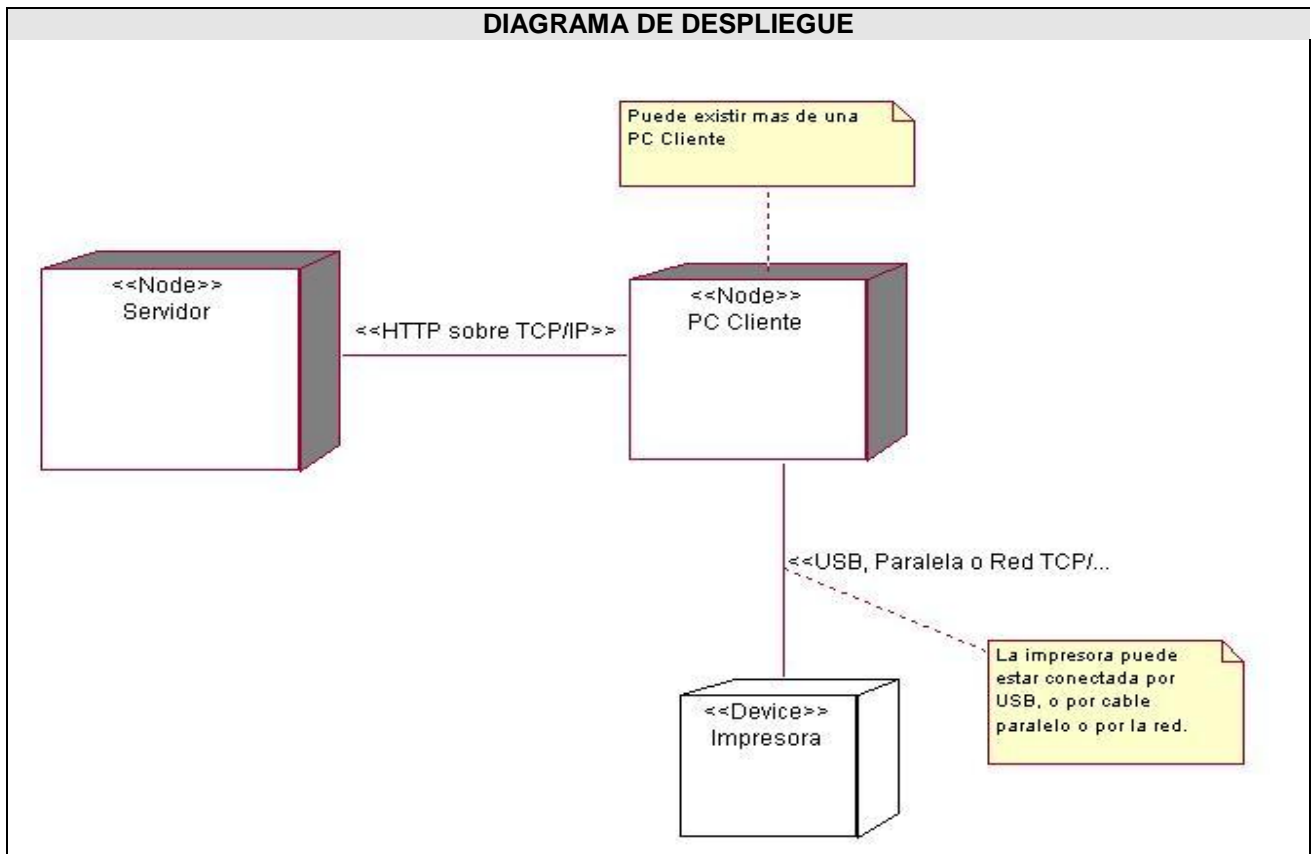 DIAGRAMA DE DESPLIEGUE
Puede existir mas de una
PC Cliente
<<Node>>
Servidor
<<HTTP sobre TCP/IP>>
<<Node>>
PC Cliente
<<USB, Paralela o Red TCP/...
La impresora puede
estar conectada por
USB, o por cable
paralelo o por la red.
<<Device>>
Impresora